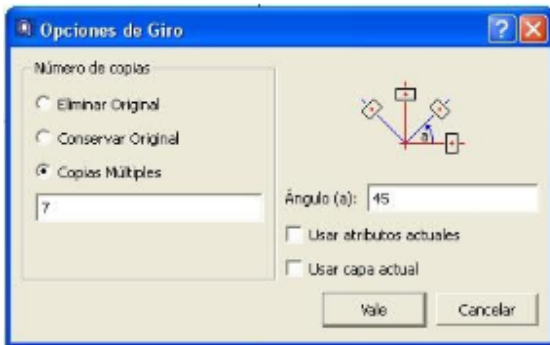 Opciones de Giro
Número de copias
Eliminar Original
Conservar Original
Copias Múltiples
7
a
Ángulo (a): 45
Usar atributos actuales
Usar capa actual
Vale
Cancelar